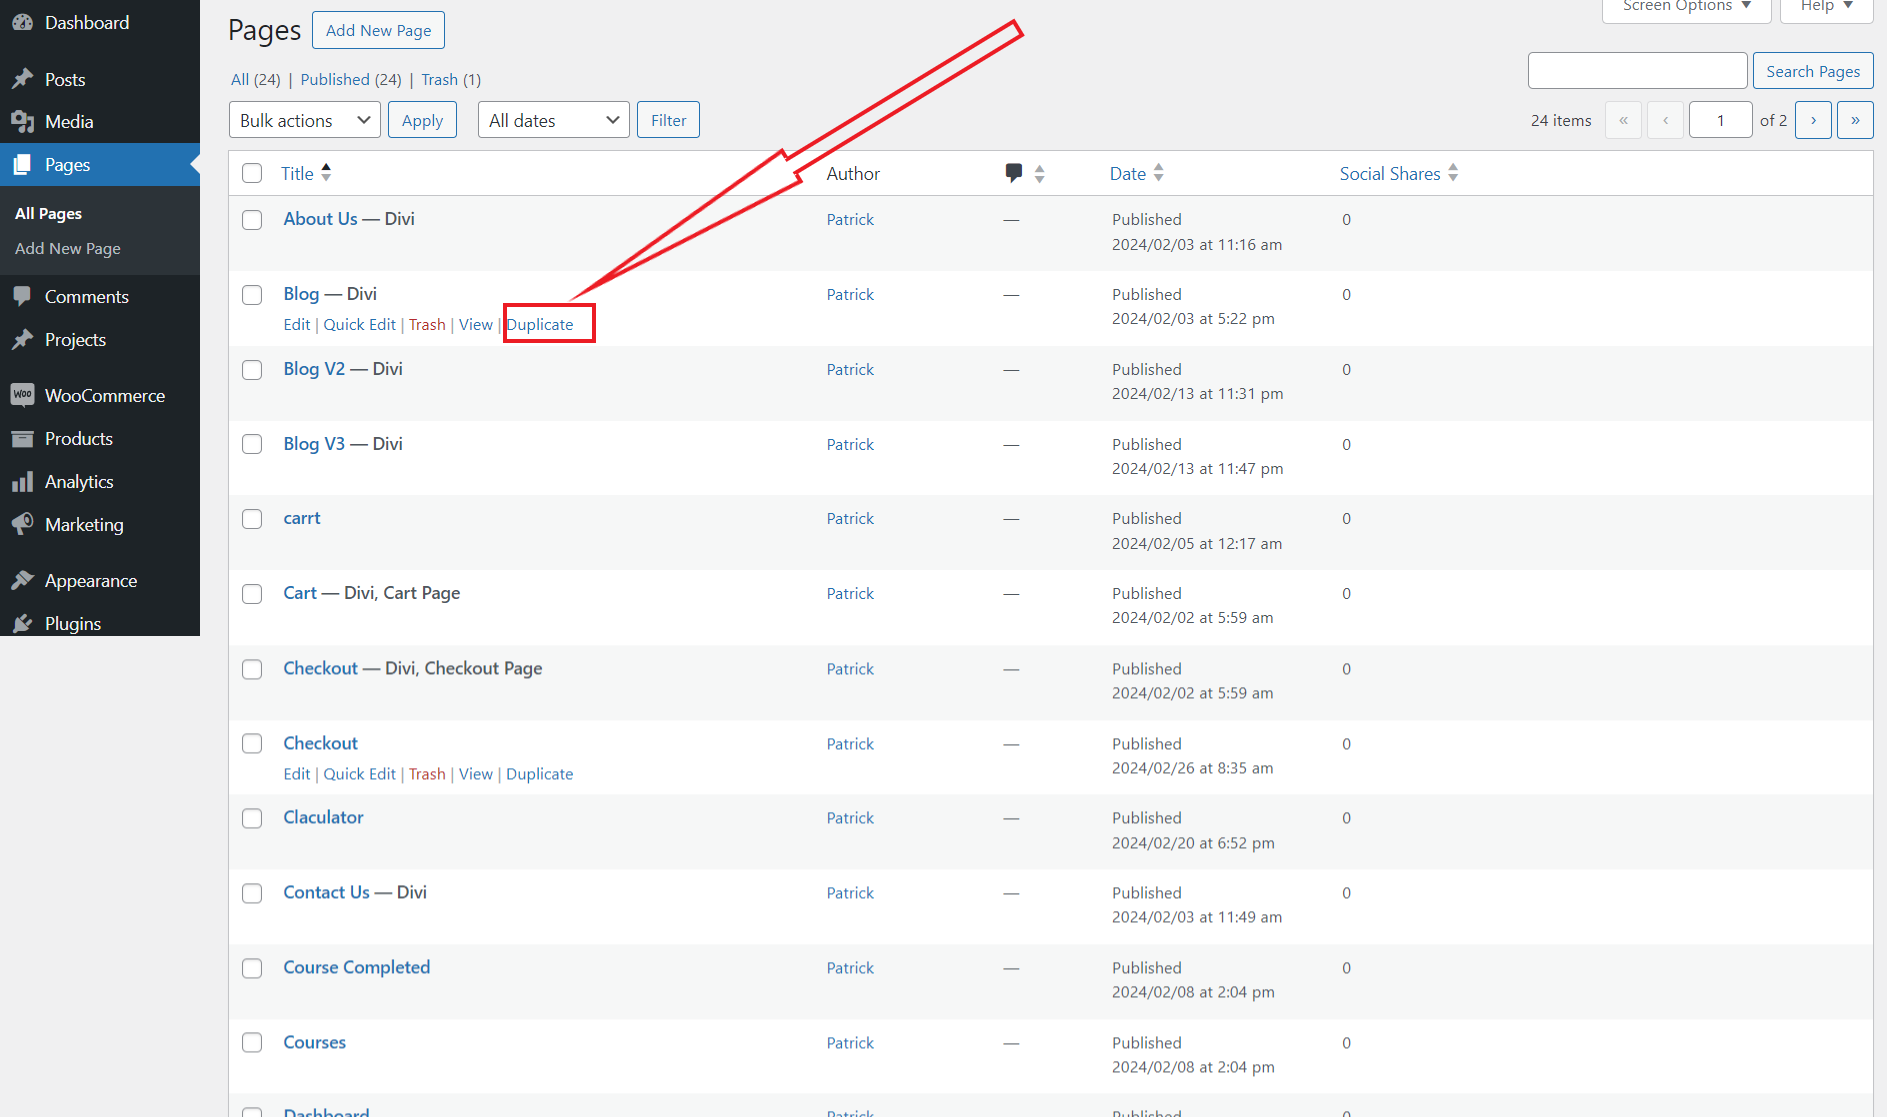 Dashboard
Posts
Media
Pages
All Pages
Add New Page
Comments
Projects
WOO WooCommerce
Products
Analytics
Marketing
Appearance
Plugins
Screen Options ▼ Help ▼
Pages Add New Page
All (24) | Published (24) | Trash (1)
Search Pages
Bulk actions Apply All dates Filter
24 items « ‹ 1 of 2 › »
Title Author Date Social Shares
About Us — Divi Patrick — Published 0
2024/02/03 at 11:16 am
Blog — Divi Patrick — Published 0
Edit | Quick Edit | Trash | View | Duplicate 2024/02/03 at 5:22 pm
Blog V2 — Divi Patrick — Published 0
2024/02/13 at 11:31 pm
Blog V3 — Divi Patrick — Published 0
2024/02/13 at 11:47 pm
carrt Patrick — Published 0
2024/02/05 at 12:17 am
Cart — Divi, Cart Page Patrick — Published 0
2024/02/02 at 5:59 am
Checkout — Divi, Checkout Page Patrick — Published 0
2024/02/02 at 5:59 am
Checkout Patrick — Published 0
Edit | Quick Edit | Trash | View | Duplicate 2024/02/26 at 8:35 am
Claculator Patrick — Published 0
2024/02/20 at 6:52 pm
Contact Us — Divi Patrick — Published 0
2024/02/03 at 11:49 am
Course Completed Patrick — Published 0
2024/02/08 at 2:04 pm
Courses Patrick — Published 0
2024/02/08 at 2:04 pm
Dashboard Patrick — Published 0